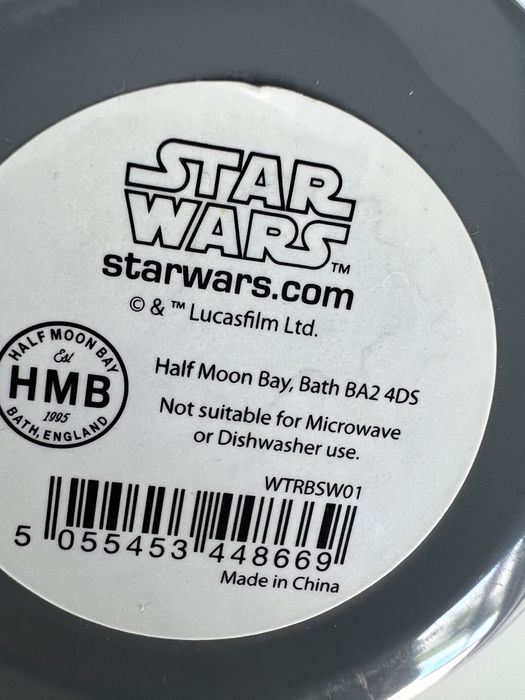 STAR
WARS™
starwars.com
© & ™ Lucasfilm Ltd.
HALF MOON BAY
Est
HMB
1995
BATH, ENGLAND
Half Moon Bay, Bath BA2 4DS
Not suitable for Microwave
or Dishwasher use.
WTRBSW01
5 055453 448669
Made in China